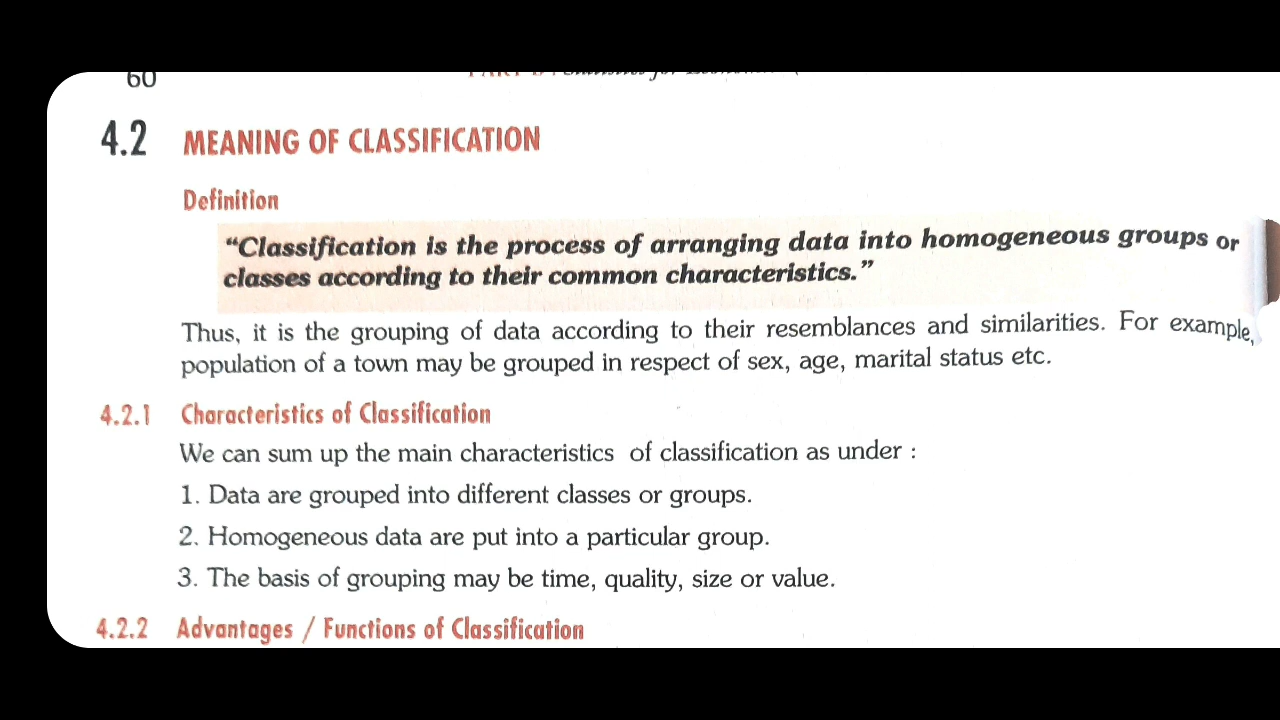 60
4.2 MEANING OF CLASSIFICATION
Definition
“Classification is the process of arranging data into homogeneous groups or
classes according to their common characteristics.”
Thus, it is the grouping of data according to their resemblances and similarities. For example,
population of a town may be grouped in respect of sex, age, marital status etc.
4.2.1 Characteristics of Classification
We can sum up the main characteristics of classification as under :
1. Data are grouped into different classes or groups.
2. Homogeneous data are put into a particular group.
3. The basis of grouping may be time, quality, size or value.
4.2.2 Advantages / Functions of Classification